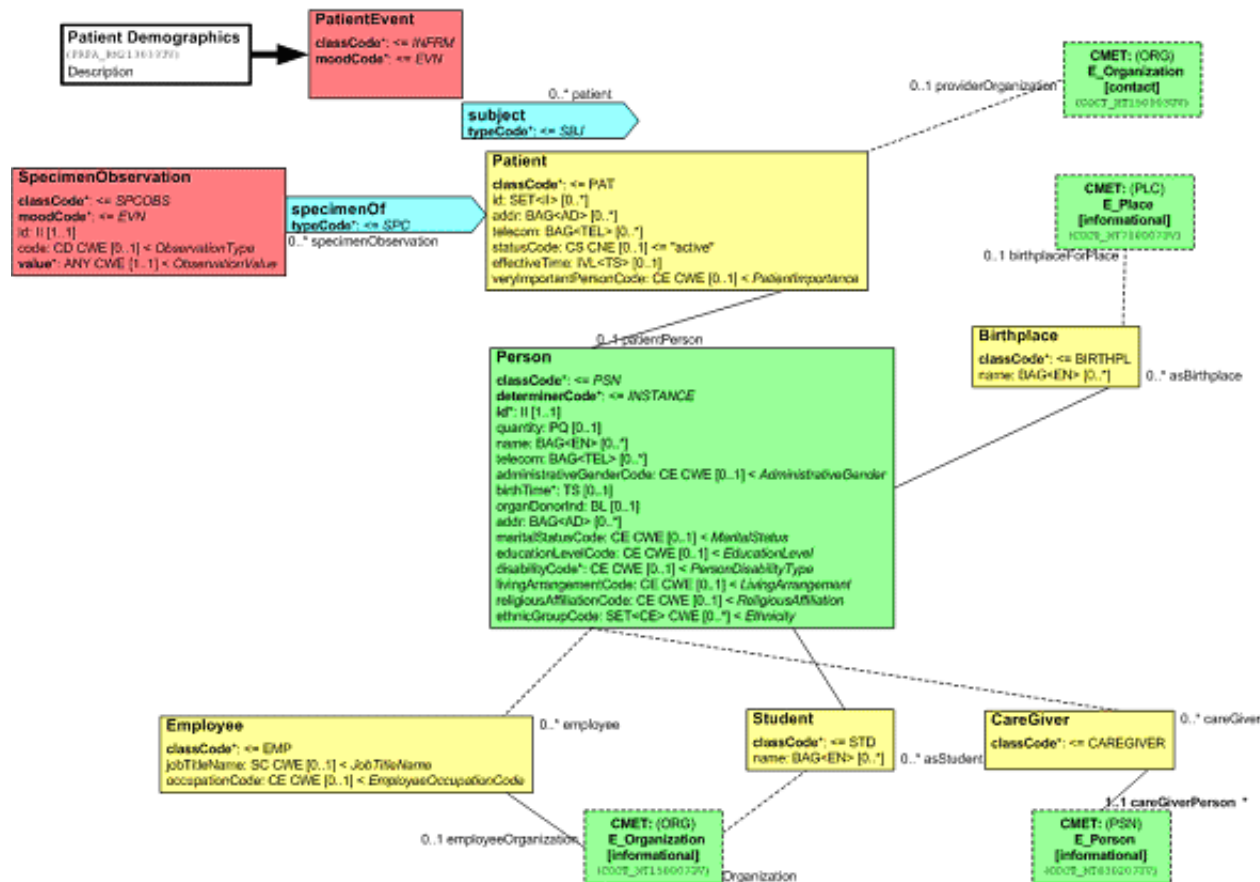 Patient Demographics
Description
PatientEvent
classCode*: <= INFRM
moodCode*: <= EVN
0..* patient
subject
typeCode*: <= SBJ
CMET: (ORG)
E_Organization
[contact]
0..1 providerOrganization
SpecimenObservation
classCode*: <= SPCOBS
moodCode*: <= EVN
id: II [1..1]
code: CD CWE [0..1] < ObservationType
value*: ANY CWE [1..1] < ObservationValue
specimenOf
typeCode*: <= SPC
0..* specimenObservation
Patient
classCode*: <= PAT
id: SET<II> [0..*]
addr: BAG<AD> [0..*]
telecom: BAG<TEL> [0..*]
statusCode: CS CNE [0..1] <= "active"
effectiveTime: IVL<TS> [0..1]
veryImportantPersonCode: CE CWE [0..1] < PatientImportance
CMET: (PLC)
E_Place
[informational]
0..1 birthplaceForPlace
Birthplace
classCode*: <= BIRTHPL
name: BAG<EN> [0..*]
0..* asBirthplace
0..1 patientPerson
Person
classCode*: <= PSN
determinerCode*: <= INSTANCE
id*: II [1..1]
quantity: PQ [0..1]
name: BAG<EN> [0..*]
telecom: BAG<TEL> [0..*]
administrativeGenderCode: CE CWE [0..1] < AdministrativeGender
birthTime*: TS [0..1]
organDonorInd: BL [0..1]
addr: BAG<AD> [0..*]
maritalStatusCode: CE CWE [0..1] < MaritalStatus
educationLevelCode: CE CWE [0..1] < EducationLevel
disabilityCode*: CE CWE [0..1] < PersonDisabilityType
livingArrangementCode: CE CWE [0..1] < LivingArrangement
religiousAffiliationCode: CE CWE [0..1] < ReligiousAffiliation
ethnicGroupCode: SET<CE> CWE [0..*] < Ethnicity
Employee
classCode*: <= EMP
jobTitleName: SC CWE [0..1] < JobTitleName
occupationCode: CE CWE [0..1] < EmployeeOccupationCode
0..* employee
Student
classCode*: <= STD
name: BAG<EN> [0..*]
0..* asStudent
CareGiver
classCode*: <= CAREGIVER
0..* careGiver
0..1 employeeOrganization
CMET: (ORG)
E_Organization
[informational]
Organization
1..1 careGiverPerson *
CMET: (PSN)
E_Person
[informational]